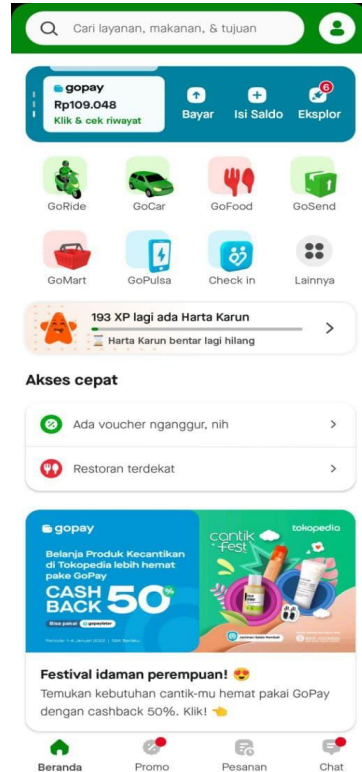 Cari layanan, makanan, & tujuan
gopay
Rp109.048
Klik & cek riwayat
Bayar
Isi Saldo
6
Eksplor
GoRide
GoCar
GoFood
GoSend
GoMart
GoPulsa
Check in
Lainnya
193 XP lagi ada Harta Karun
Harta Karun bentar lagi hilang
Akses cepat
Ada voucher nganggur, nih
Restoran terdekat
gopay
Belanja Produk Kecantikan
di Tokopedia lebih hemat
pake GoPay
CASH
BACK
50%
Bisa pakai
gopaylater
cantik
fest
tokopedia
Festival idaman perempuan! 😍
Temukan kebutuhan cantik-mu hemat pakai GoPay
dengan cashback 50%. Klik! 👈
Beranda
Promo
Pesanan
Chat